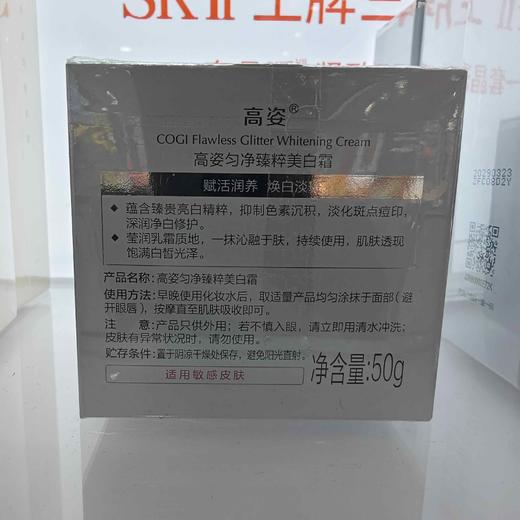 SK-II
高姿®
COGI Flawless Glitter Whitening Cream
高姿匀净臻粹美白霜
赋活润养 焕白淡
● 蕴含臻贵亮白精粹，抑制色素沉积，淡化斑点痘印，
深润净白修护。
● 莹润乳霜质地，一抹沁融于肤，持续使用，肌肤透现
饱满白皙光泽。
产品名称：高姿匀净臻粹美白霜
使用方法：早晚使用化妆水后，取适量产品均匀涂抹于面部（避
开眼唇），按摩直至肌肤吸收即可。
注意：产品只供外用；若不慎入眼，请立即用清水冲洗；
皮肤有异常状况时，请勿使用。
贮存条件：置于阴凉干燥处保存，避免阳光直射。
适用敏感皮肤
净含量:50g
20290323